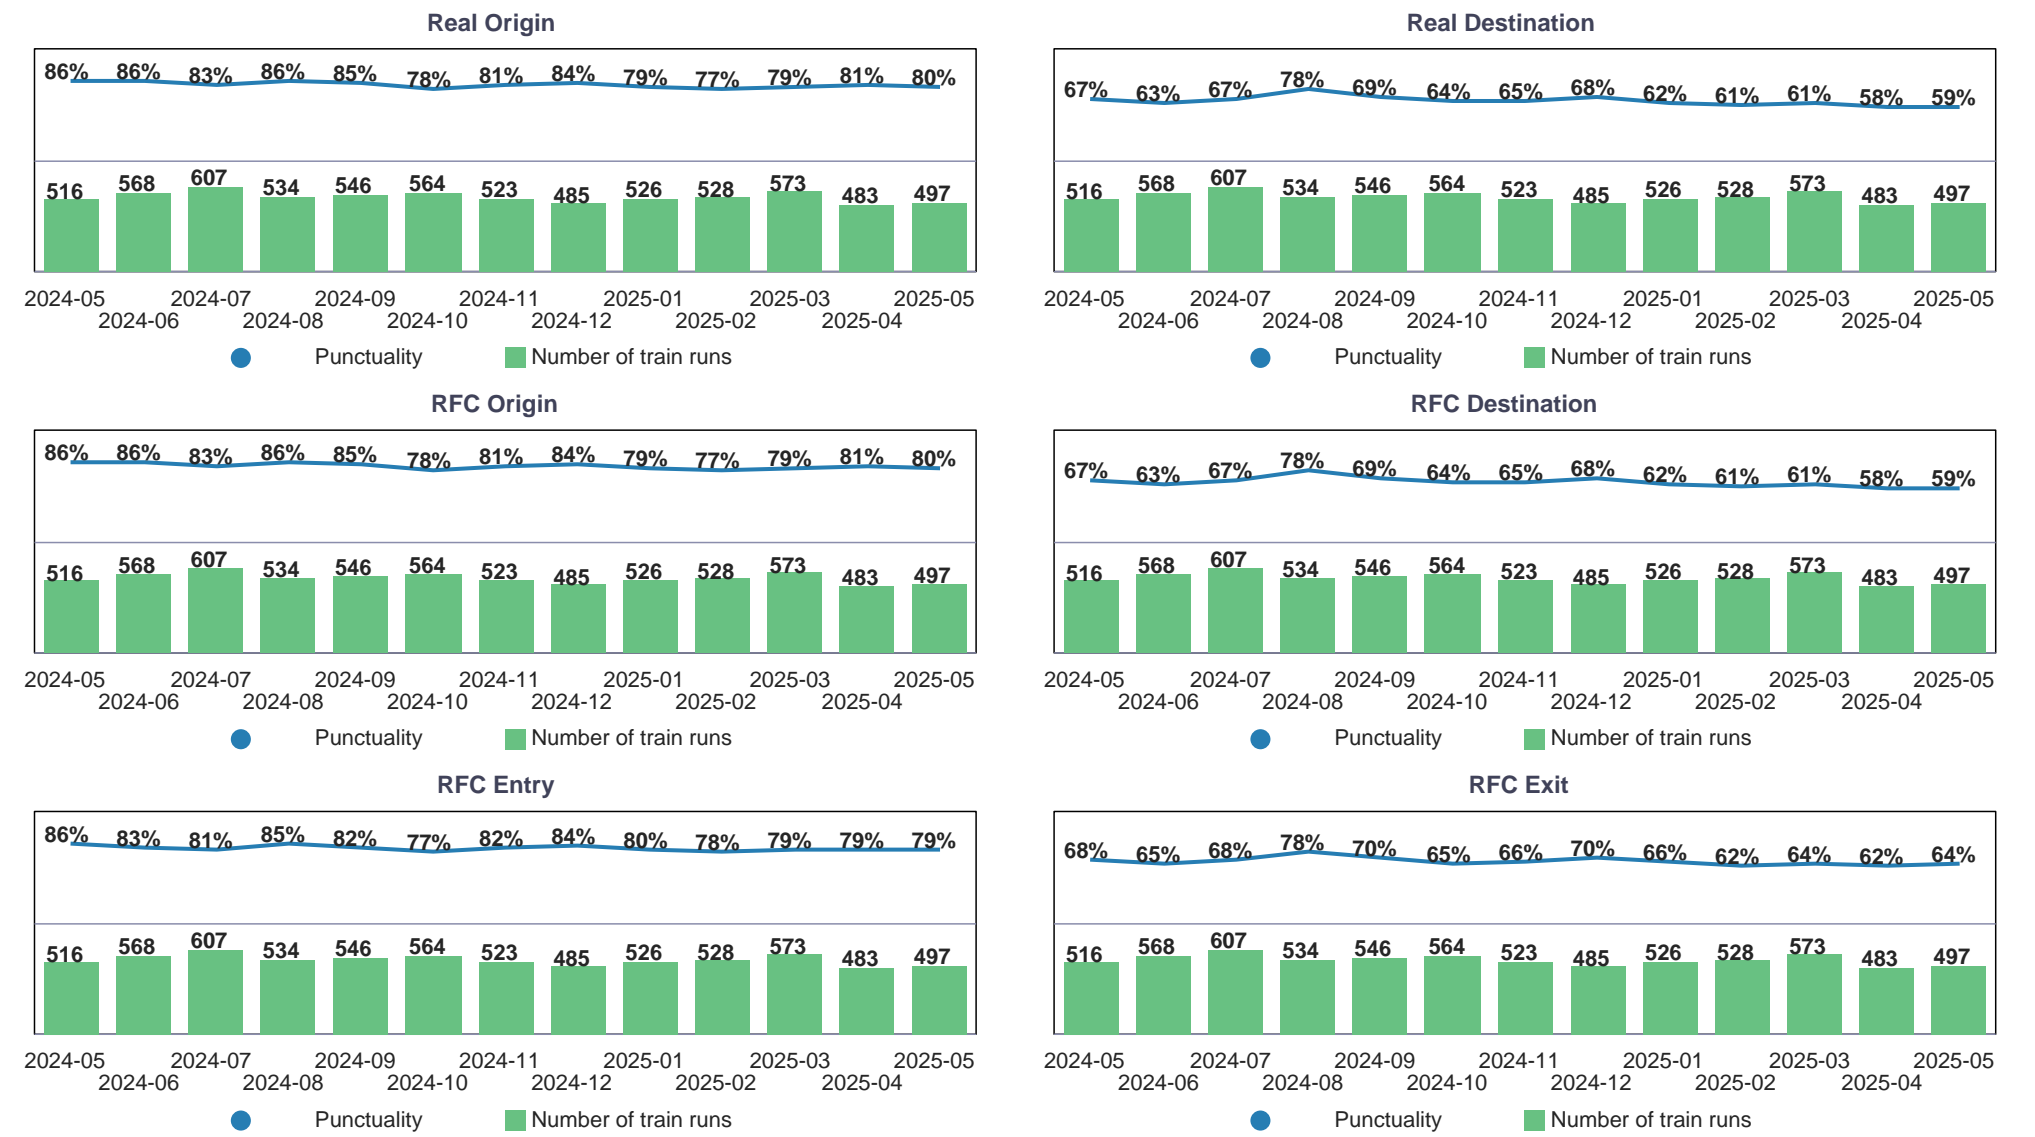 Real Origin
86% 86% 83% 86% 85% 78% 81% 84% 79% 77% 79% 81% 80%
516 568 607 534 546 564 523 485 526 528 573 483 497
2024-05 2024-07 2024-09 2024-11 2025-01 2025-03 2025-05
2024-06 2024-08 2024-10 2024-12 2025-02 2025-04
Punctuality Number of train runs
Real Destination
67% 63% 67% 78% 69% 64% 65% 68% 62% 61% 61% 58% 59%
516 568 607 534 546 564 523 485 526 528 573 483 497
2024-05 2024-07 2024-09 2024-11 2025-01 2025-03 2025-05
2024-06 2024-08 2024-10 2024-12 2025-02 2025-04
Punctuality Number of train runs
RFC Origin
86% 86% 83% 86% 85% 78% 81% 84% 79% 77% 79% 81% 80%
516 568 607 534 546 564 523 485 526 528 573 483 497
2024-05 2024-07 2024-09 2024-11 2025-01 2025-03 2025-05
2024-06 2024-08 2024-10 2024-12 2025-02 2025-04
Punctuality Number of train runs
RFC Destination
67% 63% 67% 78% 69% 64% 65% 68% 62% 61% 61% 58% 59%
516 568 607 534 546 564 523 485 526 528 573 483 497
2024-05 2024-07 2024-09 2024-11 2025-01 2025-03 2025-05
2024-06 2024-08 2024-10 2024-12 2025-02 2025-04
Punctuality Number of train runs
RFC Entry
86% 83% 81% 85% 82% 77% 82% 84% 80% 78% 79% 79% 79%
516 568 607 534 546 564 523 485 526 528 573 483 497
2024-05 2024-07 2024-09 2024-11 2025-01 2025-03 2025-05
2024-06 2024-08 2024-10 2024-12 2025-02 2025-04
Punctuality Number of train runs
RFC Exit
68% 65% 68% 78% 70% 65% 66% 70% 66% 62% 64% 62% 64%
516 568 607 534 546 564 523 485 526 528 573 483 497
2024-05 2024-07 2024-09 2024-11 2025-01 2025-03 2025-05
2024-06 2024-08 2024-10 2024-12 2025-02 2025-04
Punctuality Number of train runs